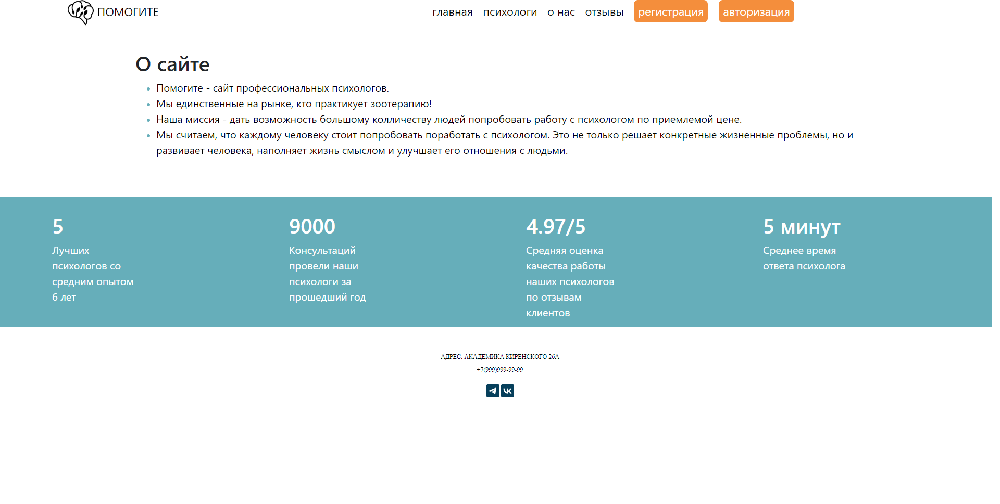 ПОМОГИТЕ
главная психологи о нас отзывы регистрация авторизация
О сайте
Помогите - сайт профессиональных психологов.
Мы единственные на рынке, кто практикует зоотерапию!
Наша миссия - дать возможность большому колличеству людей попробовать работу с психологом по приемлемой цене.
Мы считаем, что каждому человеку стоит попробовать поработать с психологом. Это не только решает конкретные жизненные проблемы, но и
развивает человека, наполняет жизнь смыслом и улучшает его отношения с людьми.
5
Лучших
психологов со
средним опытом
6 лет
9000
Консультаций
провели наши
психологи за
прошедший год
4.97/5
Средняя оценка
качества работы
наших психологов
по отзывам
клиентов
5 минут
Среднее время
ответа психолога
АДРЕС: АКАДЕМИКА КИРЕНСКОГО 26А
+7(999)999-99-99